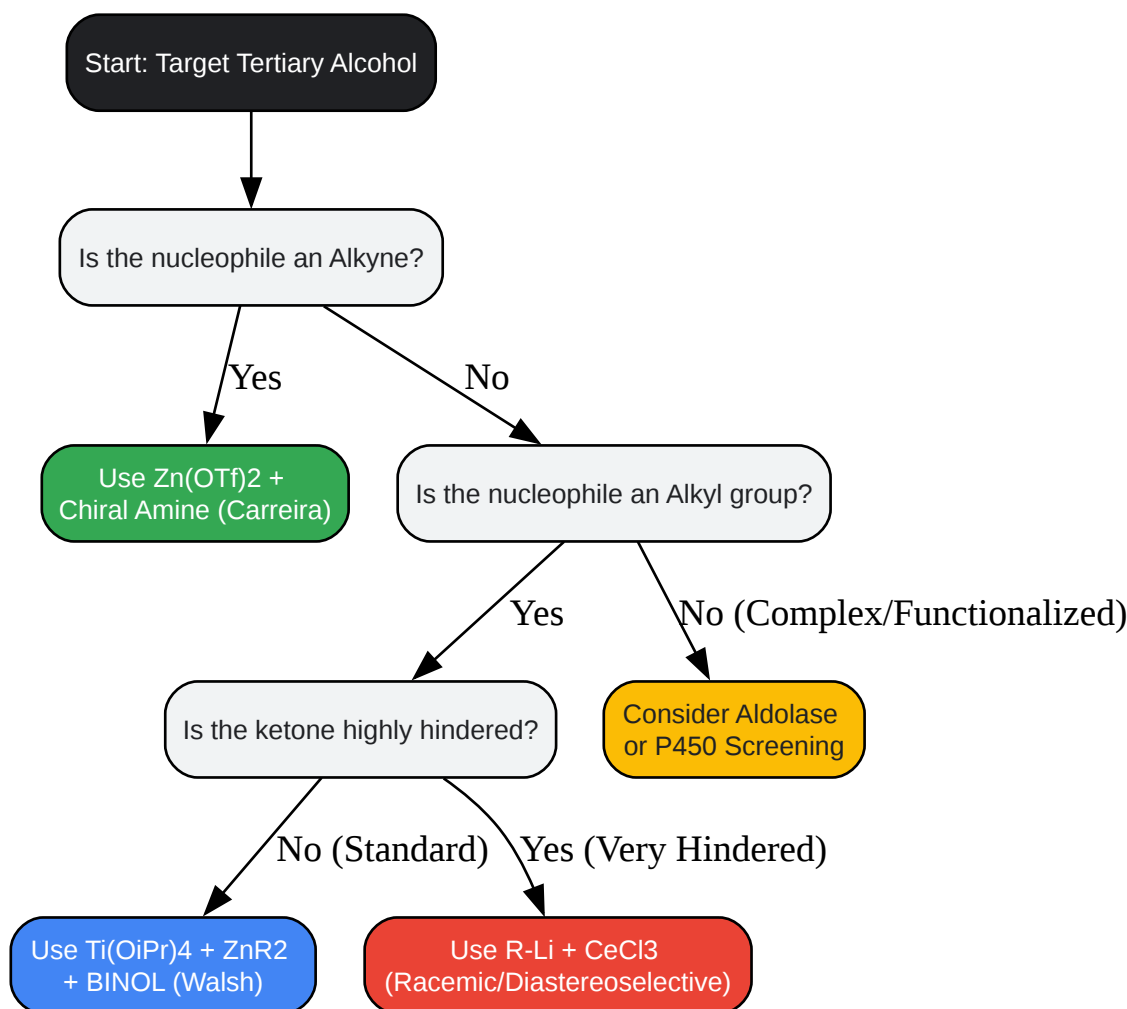 Start: Target Tertiary Alcohol
Is the nucleophile an Alkyne?
Yes
No
Use Zn(OTf)2 +
Chiral Amine (Carreira)
Is the nucleophile an Alkyl group?
Yes
No (Complex/Functionalized)
Is the ketone highly hindered?
Consider Aldolase
or P450 Screening
No (Standard)
Yes (Very Hindered)
Use Ti(OiPr)4 + ZnR2
+ BINOL (Walsh)
Use R-Li + CeCl3
(Racemic/Diastereoselective)